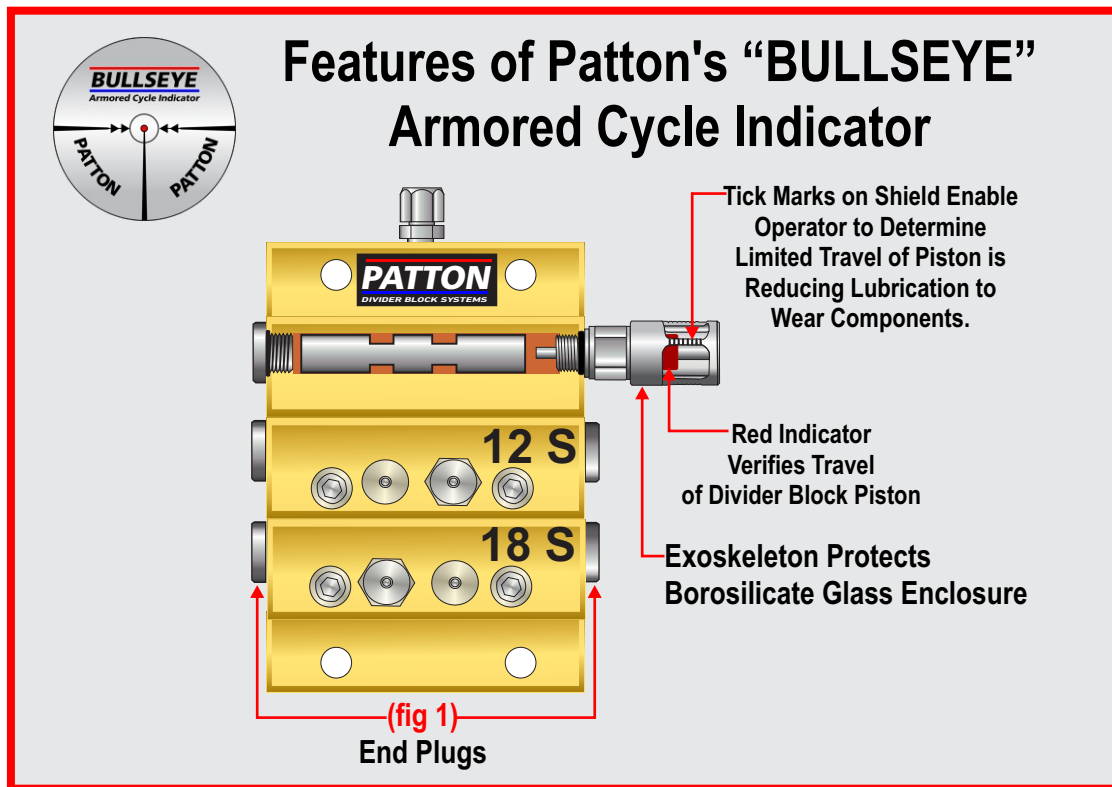 BULLSEYE
Armored Cycle Indicator
PATTON
PATTON
Features of Patton's “BULLSEYE”
Armored Cycle Indicator
Tick Marks on Shield Enable
Operator to Determine
Limited Travel of Piston is
Reducing Lubrication to
Wear Components.
PATTON
DIVIDER BLOCK SYSTEMS
Red Indicator
Verifies Travel
of Divider Block Piston
12 S
18 S
Exoskeleton Protects
Borosilicate Glass Enclosure
(fig 1)
End Plugs